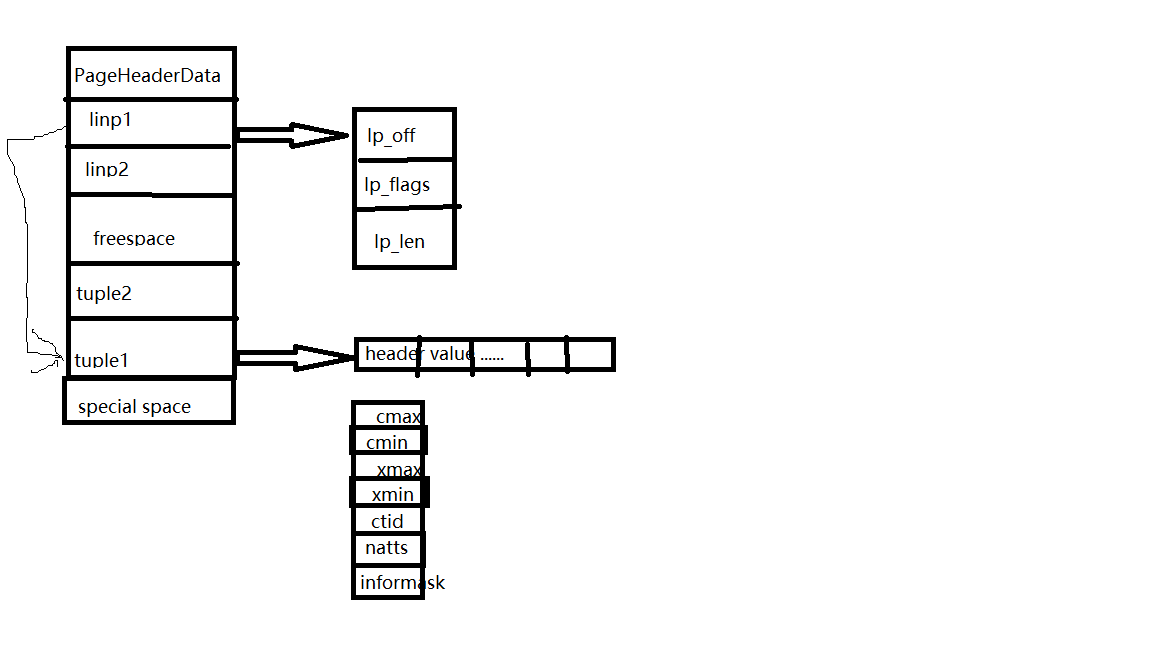 PageHeaderData
linp1
linp2
freespace
tuple2
tuple1
special space
lp_off
lp_flags
lp_len
header value ......
cmax
cmin
xmax
xmin
ctid
natts
informask